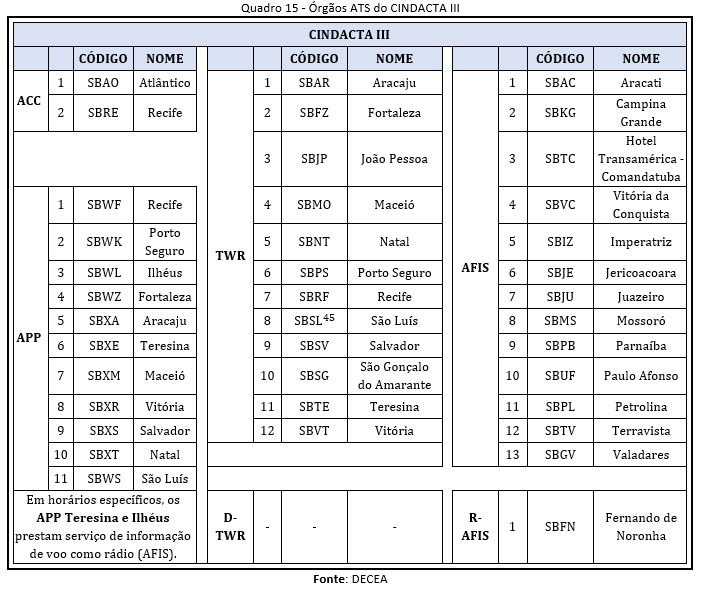 Quadro 15 - Órgãos ATS do CINDACTA III
CINDACTA III
CÓDIGO NOME
ACC
1 SBAO Atlântico
2 SBRE Recife
APP
1 SBWF Recife
2 SBWK Porto
Seguro
3 SBWL Ilhéus
4 SBWZ Fortaleza
5 SBXA Aracaju
6 SBXE Teresina
7 SBXM Maceió
8 SBXR Vitória
9 SBXS Salvador
10 SBXT Natal
11 SBWS São Luís
Em horários específicos, os
APP Teresina e Ilhéus
prestam serviço de informação
de voo como rádio (AFIS).
CÓDIGO NOME
TWR
1 SBAR Aracaju
2 SBFZ Fortaleza
3 SBJP João Pessoa
4 SBMO Maceió
5 SBNT Natal
6 SBPS Porto Seguro
7 SBRF Recife
8 SBSL45 São Luís
9 SBSV Salvador
10 SBSG São Gonçalo
do Amarante
11 SBTE Teresina
12 SBVT Vitória
D-
TWR
- - -
CÓDIGO NOME
AFIS
1 SBAC Aracati
2 SBKG Campina
Grande
3 SBTC Hotel
Transamérica -
Comandatuba
4 SBVC Vitória da
Conquista
5 SBIZ Imperatriz
6 SBJE Jericoacoara
7 SBJU Juazeiro
8 SBMS Mossoró
9 SBPB Parnaíba
10 SBUF Paulo Afonso
11 SBPL Petrolina
12 SBTV Terravista
13 SBGV Valadares
R-
AFIS
1 SBFN Fernando de
Noronha
Fonte: DECEA